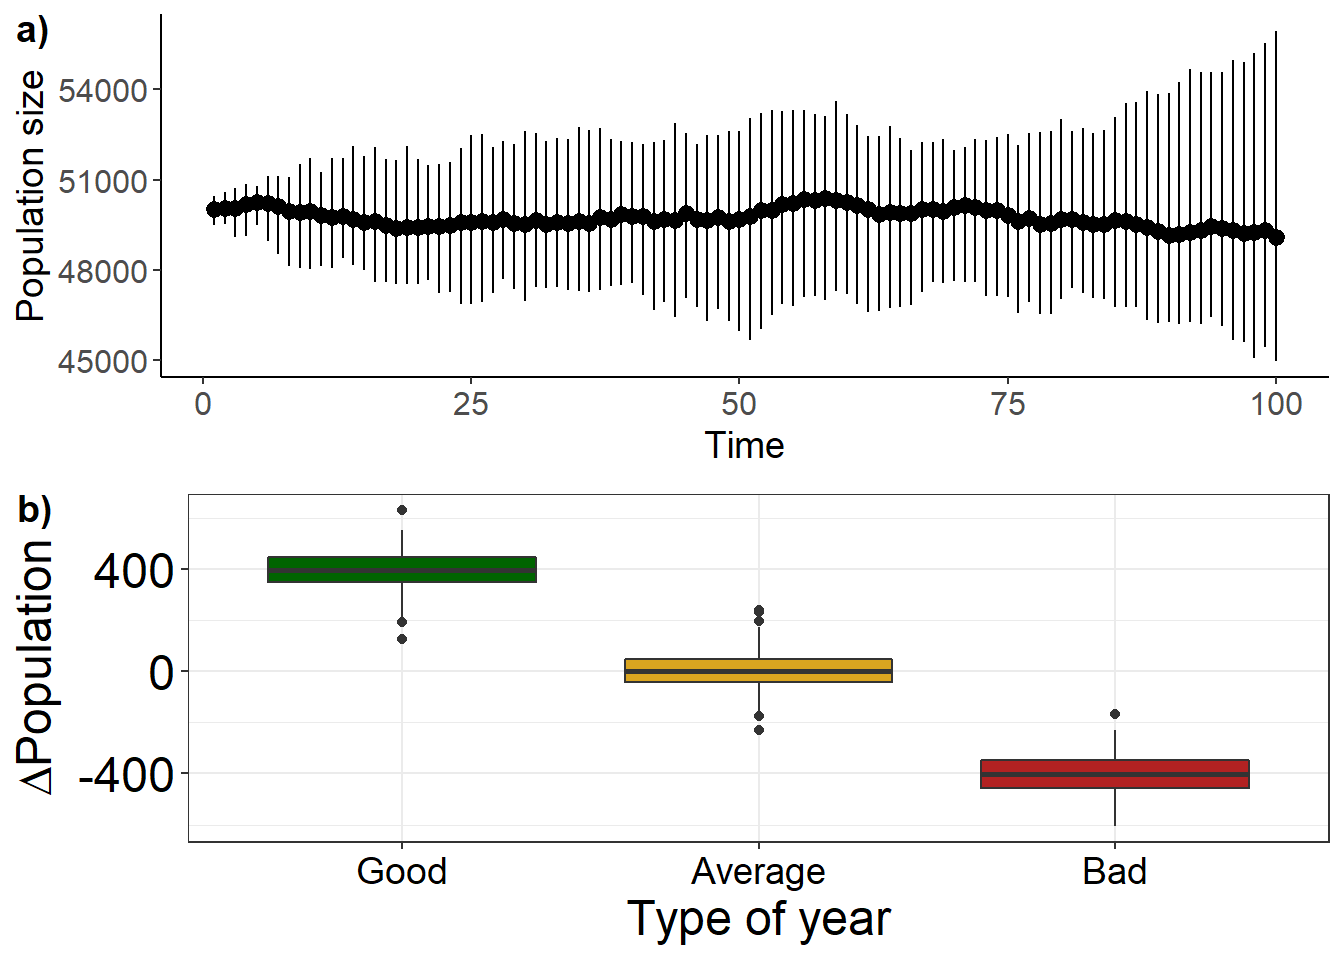 a)
Population size
54000
51000
48000
45000
0 25 50 75 100
Time
b)
ΔPopulation
400
0
-400
Good Average Bad
Type of year